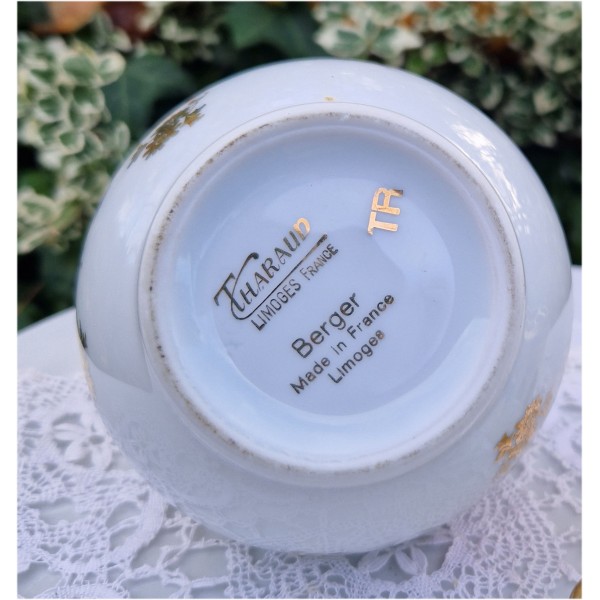 THARAUD
LIMOGES FRANCE
TR
Berger
Made in France
Limoges